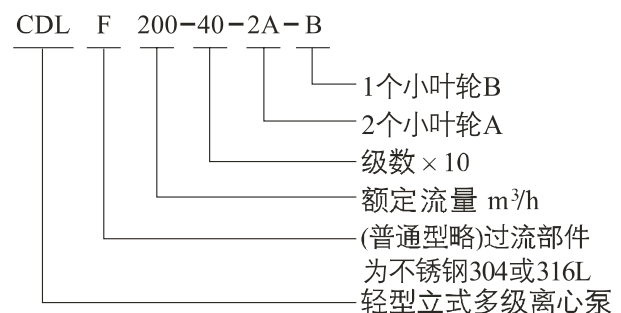 CDL F 200-40-2A-B
1个小叶轮B
2个小叶轮A
级数×10
额定流量 m³/h
(普通型略)过流部件
为不锈钢304或316L
轻型立式多级离心泵